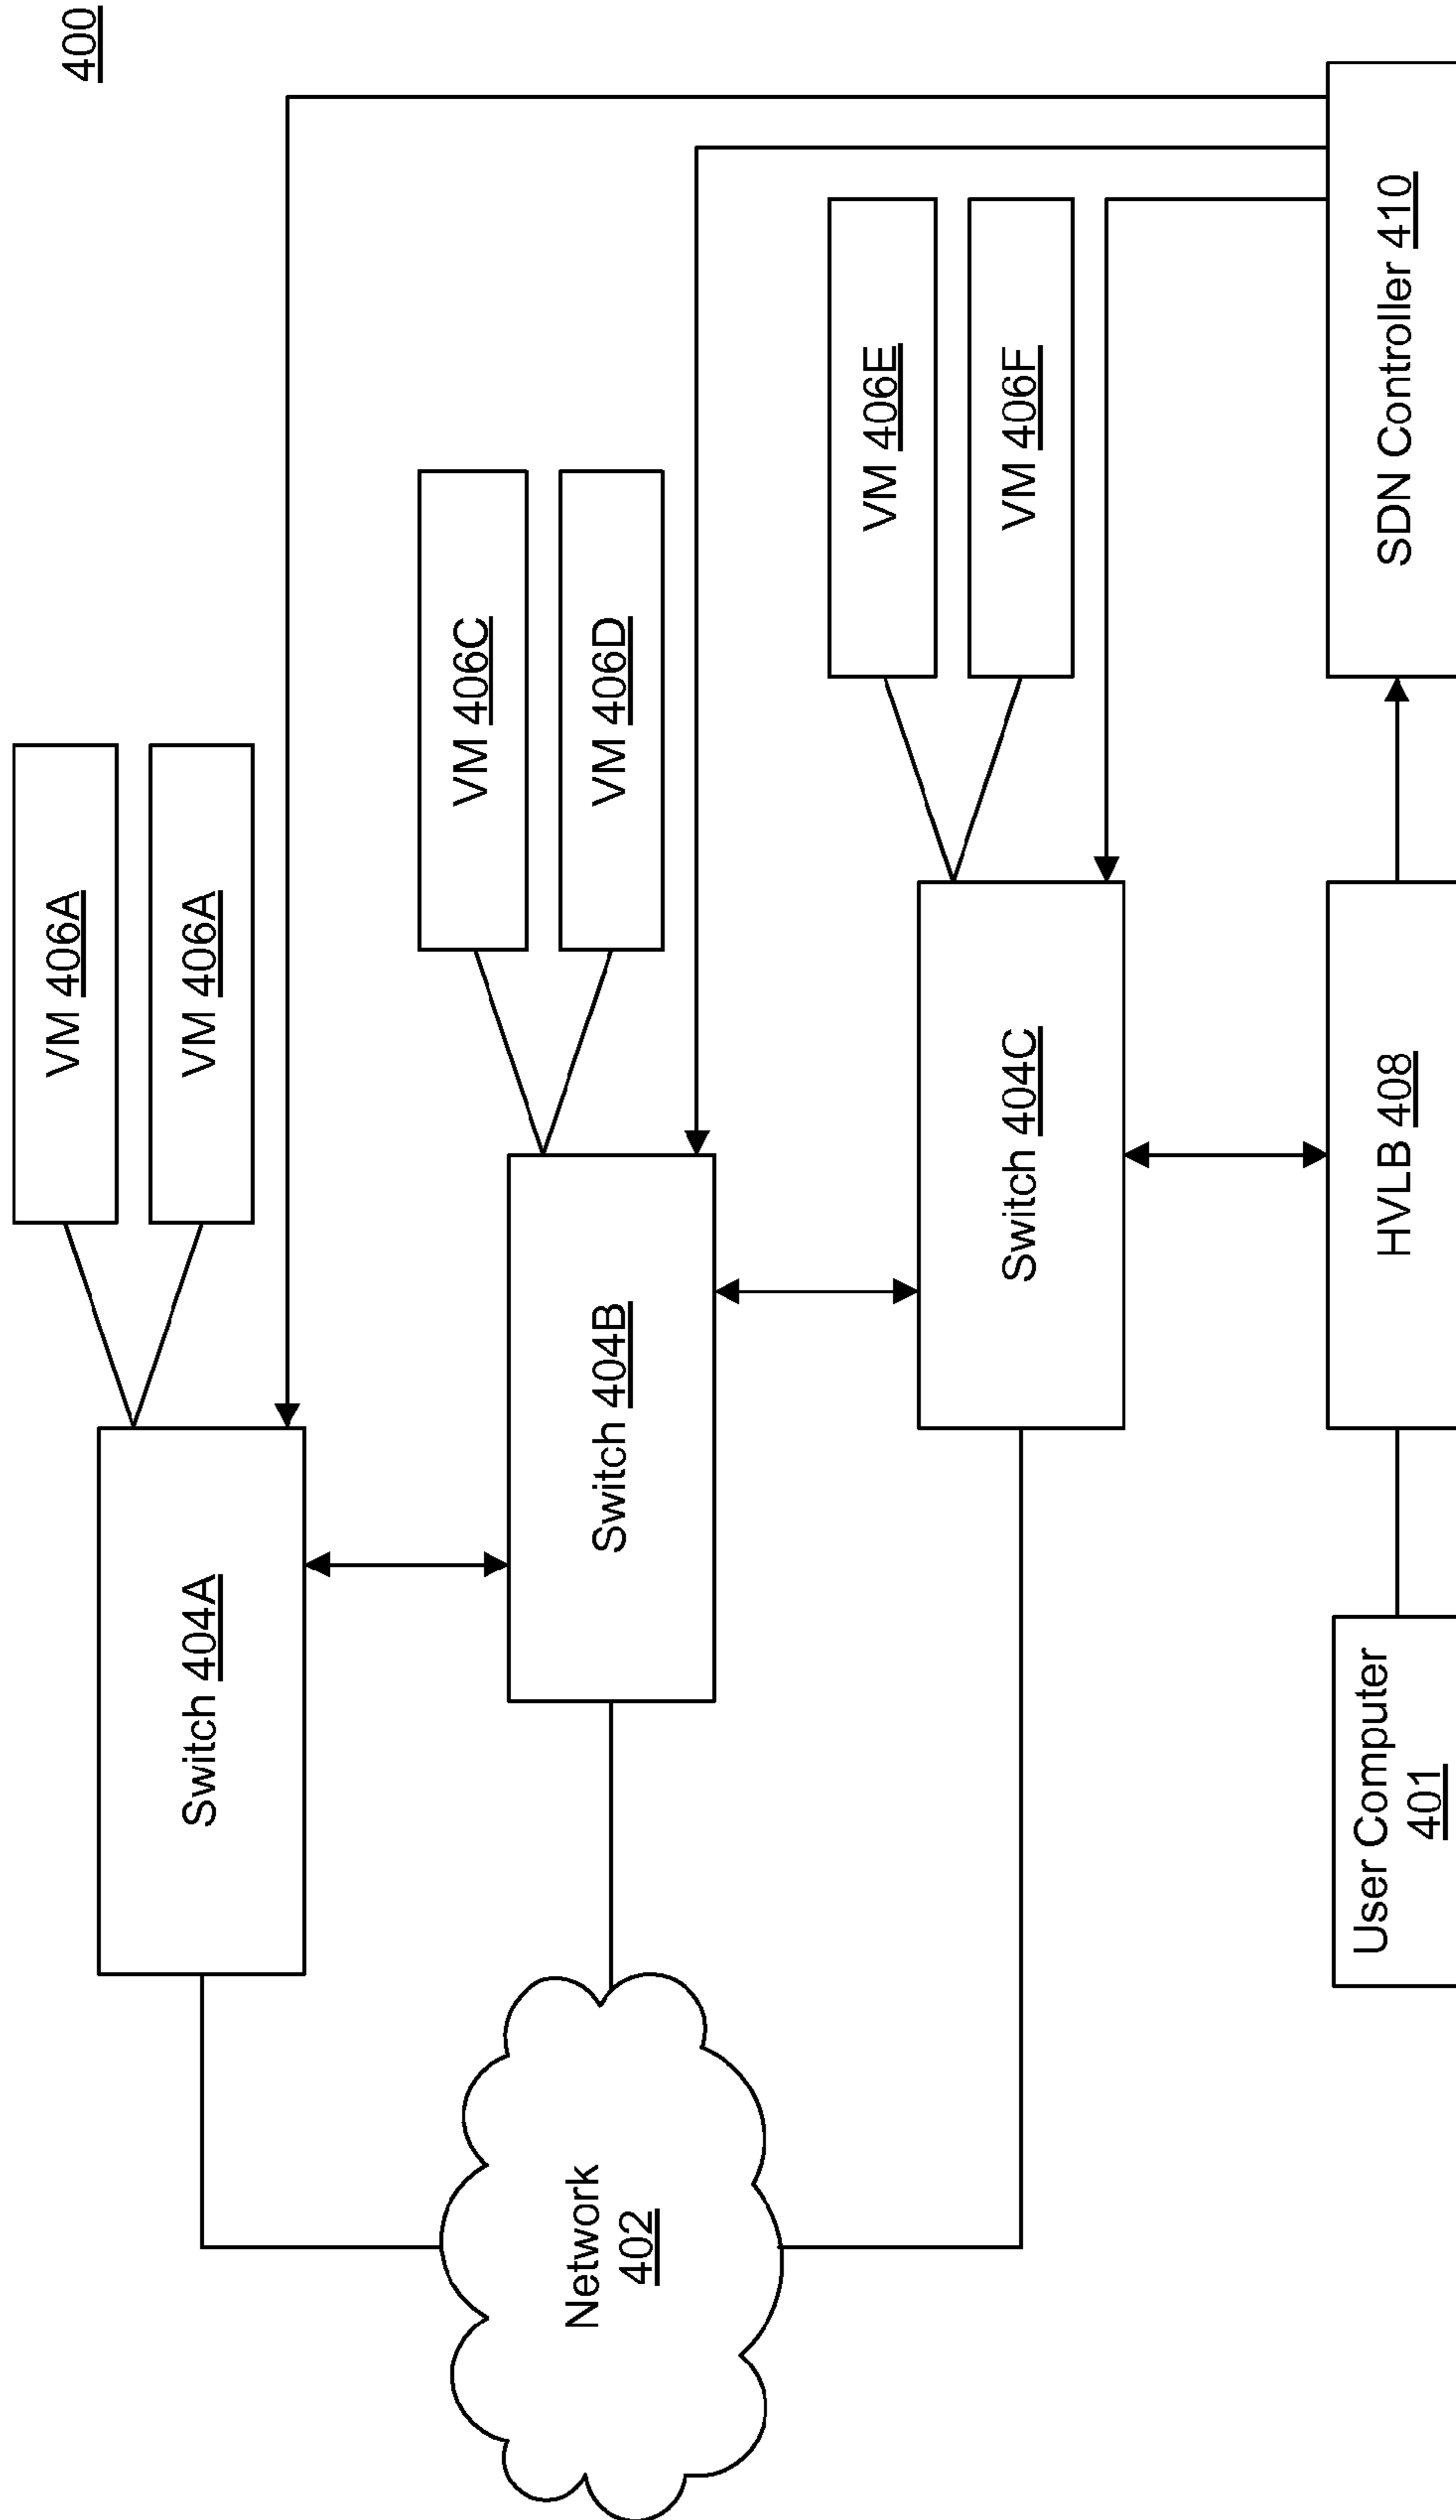 400
VM 406A
VM 406A
Switch 404A
VM 406C
VM 406D
Switch 404B
Network
402
VM 406E
VM 406F
Switch 404C
User Computer
401
HVLB 408
SDN Controller 410